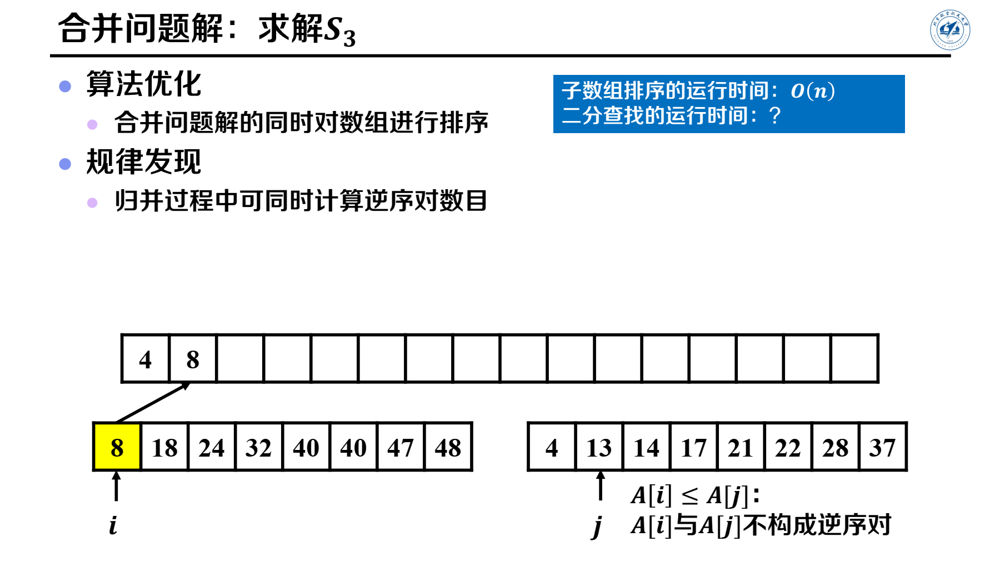 合并问题解：求解S₃
算法优化
合并问题解的同时对数组进行排序
规律发现
归并过程中可同时计算逆序对数目
子数组排序的运行时间：O(n)
二分查找的运行时间：?
4 8
8 18 24 32 40 40 47 48
4 13 14 17 21 22 28 37
i
j
A[i] ≤ A[j]：
A[i]与A[j]不构成逆序对